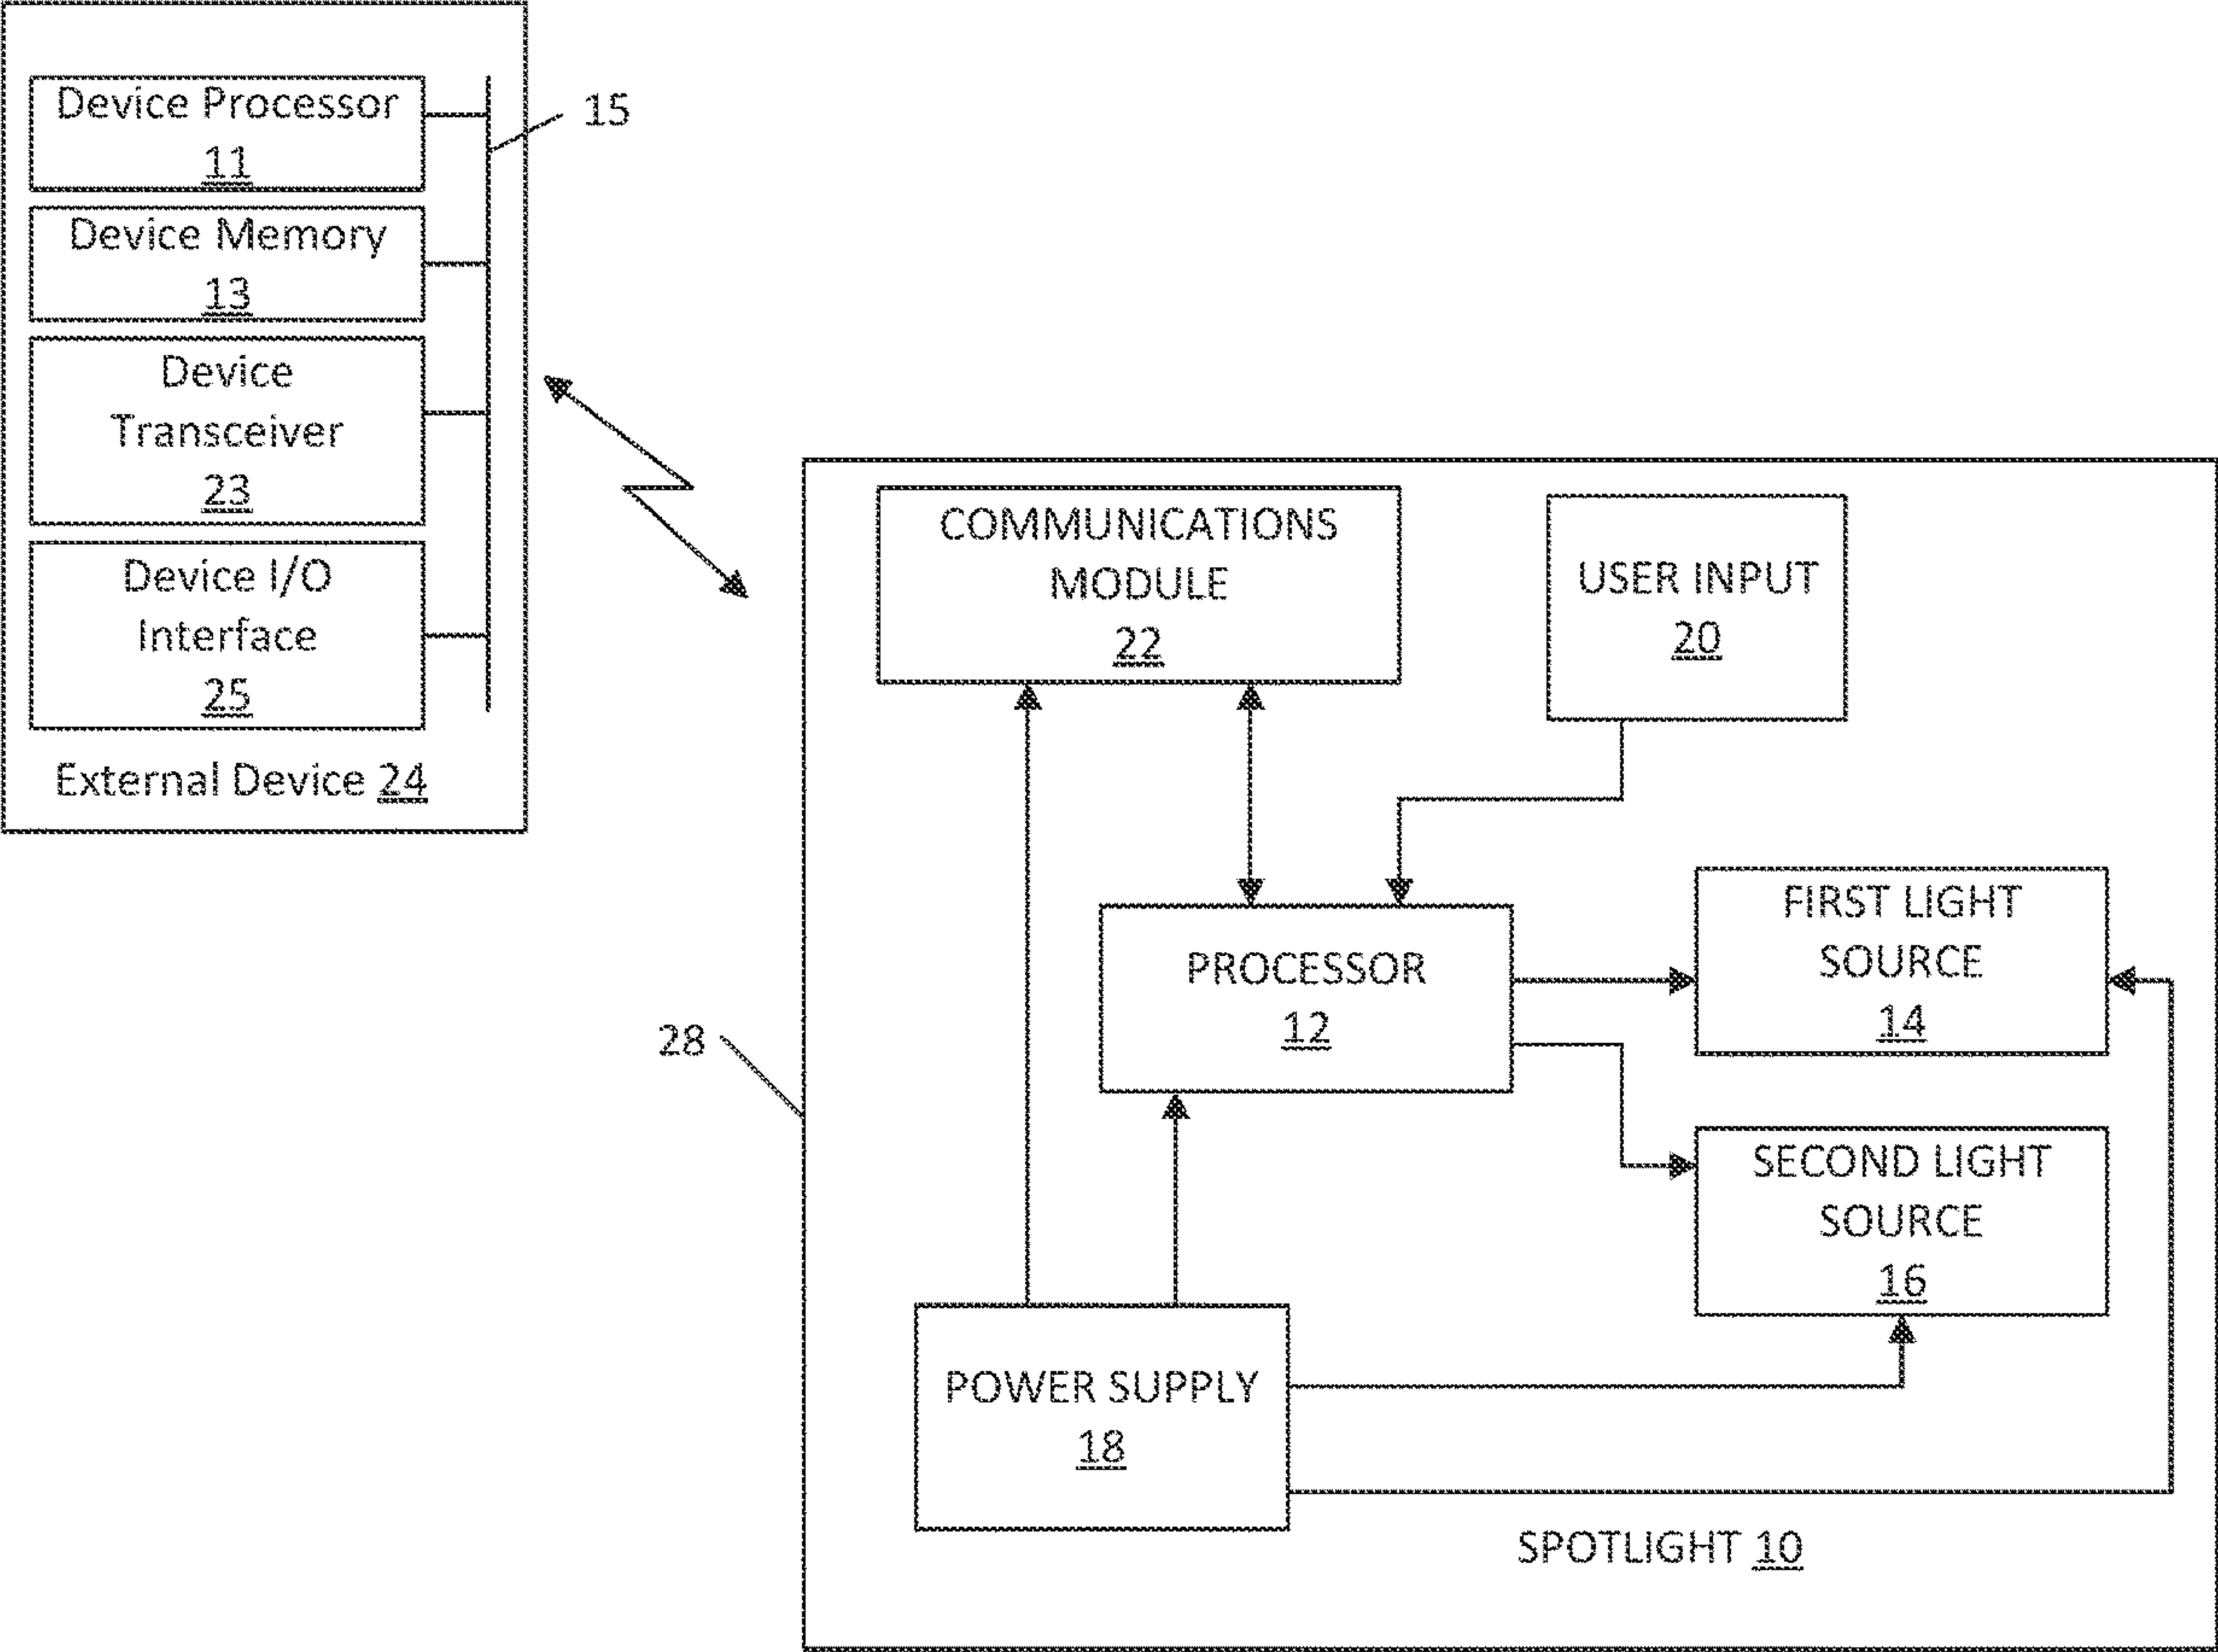 Device Processor
11
15
Device Memory
13
Device
Transceiver
23
Device I/O
Interface
25
External Device 24
COMMUNICATIONS
MODULE
22
USER INPUT
20
PROCESSOR
12
FIRST LIGHT
SOURCE
14
28
SECOND LIGHT
SOURCE
16
POWER SUPPLY
18
SPOTLIGHT 10